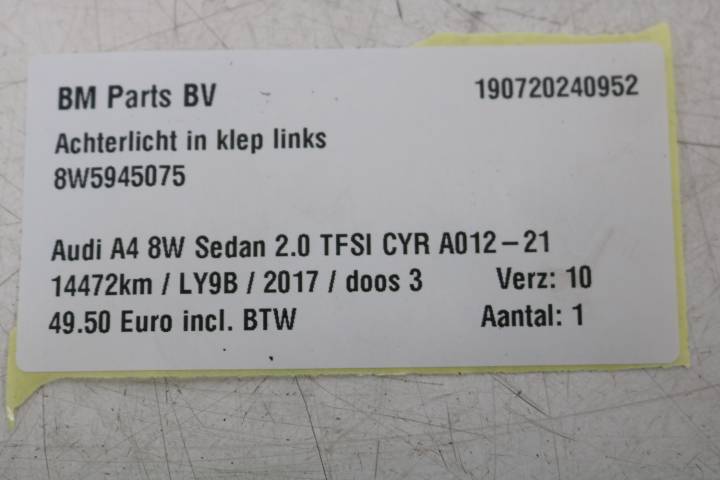 BM Parts BV 190720240952
Achterlicht in klep links
8W5945075
Audi A4 8W Sedan 2.0 TFSI CYR A012-21
14472km / LY9B / 2017 / doos 3 Verz: 10
49.50 Euro incl. BTW Aantal: 1